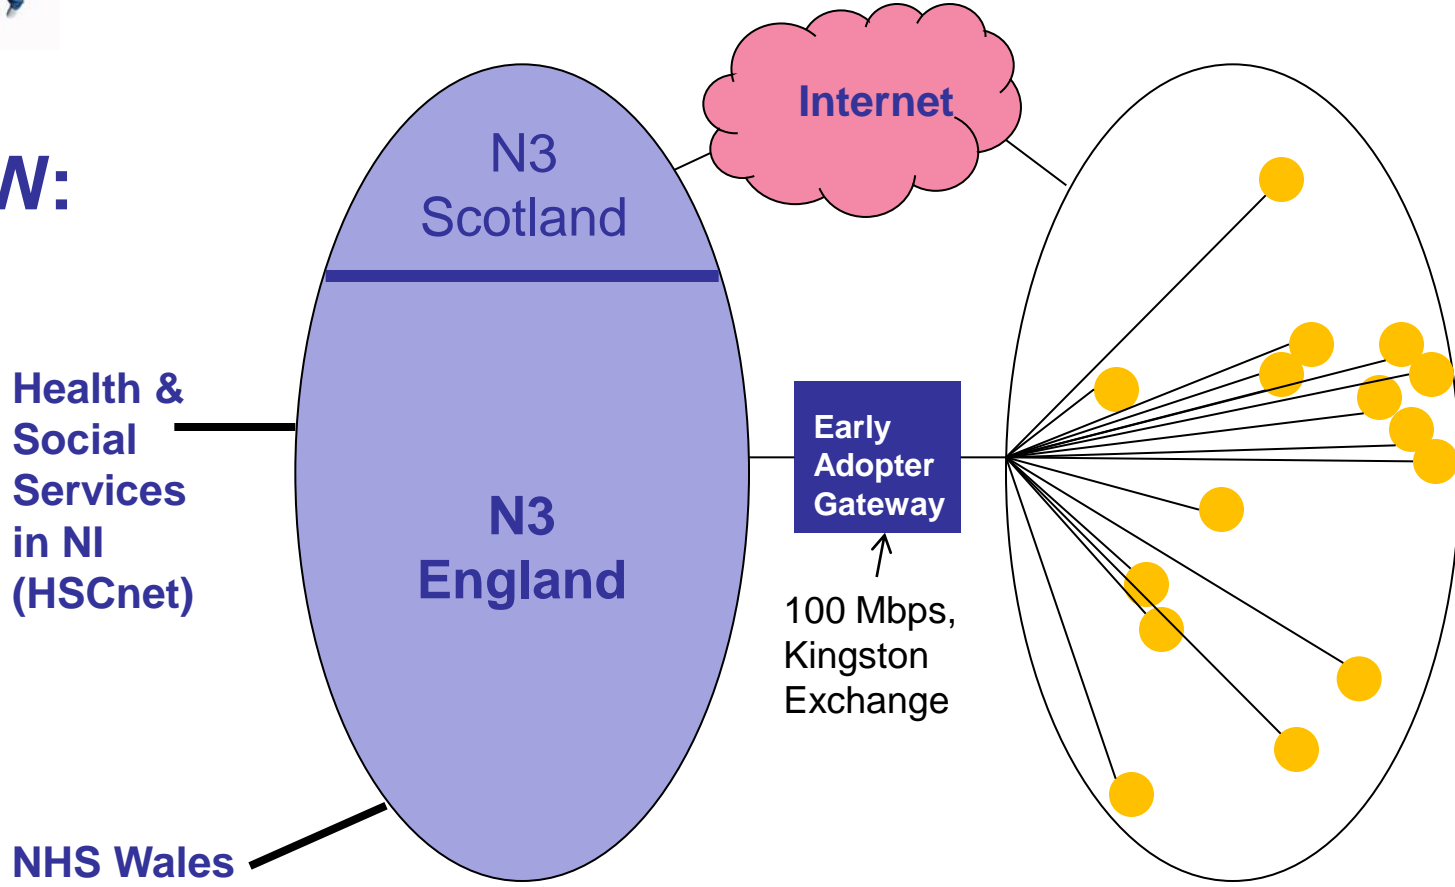 W:
Internet
N3
Scotland
Health &
Social
Services
in NI
(HSCnet)
N3
England
Early
Adopter
Gateway
100 Mbps,
Kingston
Exchange
NHS Wales